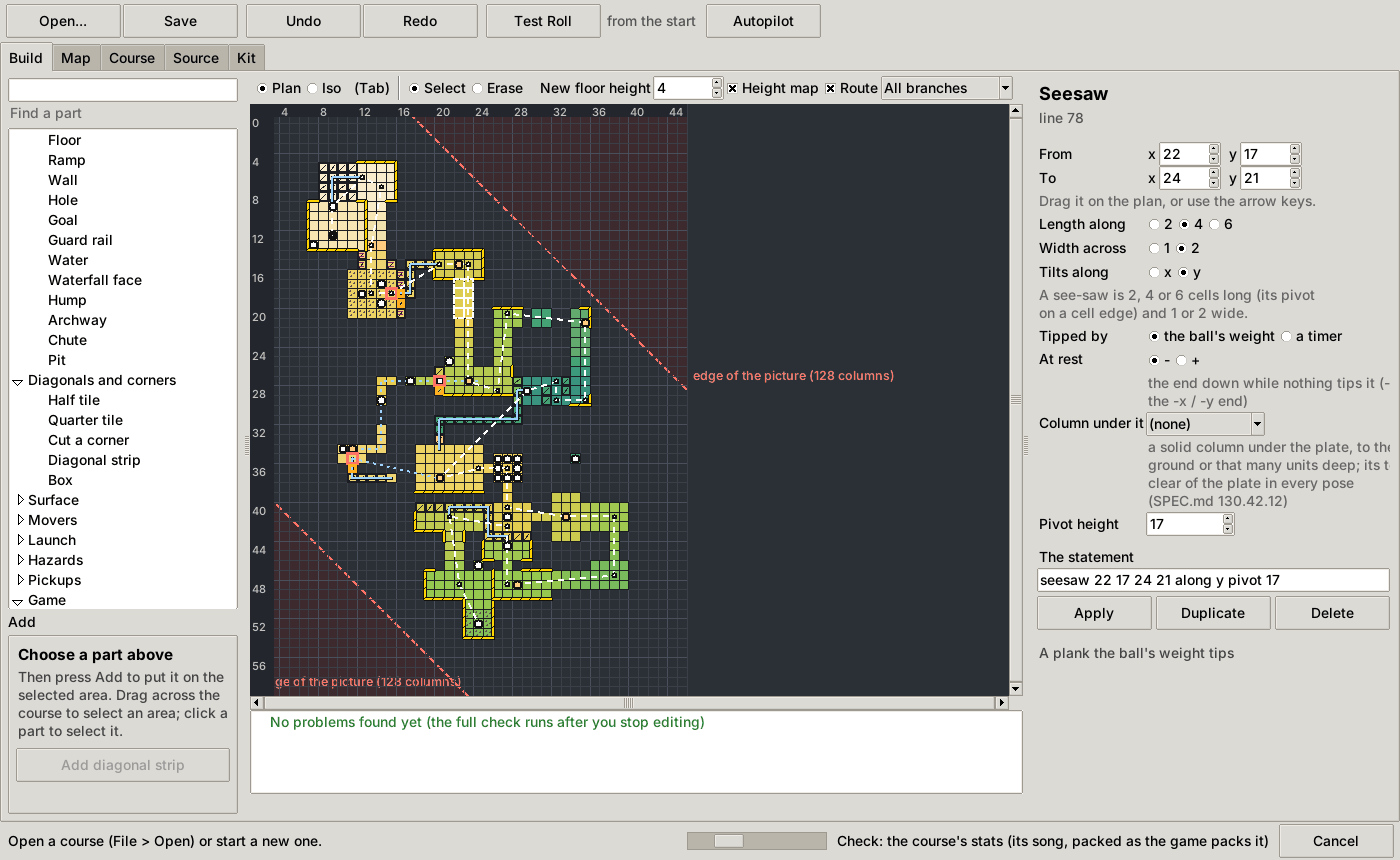 Open... Save Undo Redo Test Roll from the start Autopilot
Build Map Course Source Kit
Plan Iso (Tab) Select Erase New floor height 4 Height map Route All branches
Find a part
Floor
Ramp
Wall
Hole
Goal
Guard rail
Water
Waterfall face
Hump
Archway
Chute
Pit
Diagonals and corners
Half tile
Quarter tile
Cut a corner
Diagonal strip
Box
Surface
Movers
Launch
Hazards
Pickups
Game
Add
Choose a part above
Then press Add to put it on the
selected area. Drag across the
course to select an area; click a
part to select it.
Add diagonal strip
4 8 12 16 20 24 28 32 36 40 44
0
4
8
12
16
20
24
28
32
36
40
44
48
52
56
edge of the picture (128 columns)
ge of the picture (128 columns)
No problems found yet (the full check runs after you stop editing)
Seesaw
line 78
From x 22 y 17
To x 24 y 21
Drag it on the plan, or use the arrow keys.
Length along 2 4 6
Width across 1 2
Tilts along x y
A see-saw is 2, 4 or 6 cells long (its pivot
on a cell edge) and 1 or 2 wide.
Tipped by the ball's weight a timer
At rest - +
the end down while nothing tips it (-
the -x / -y end)
Column under it (none)
a solid column under the plate, to the
ground or that many units deep; its t
clear of the plate in every pose
(SPEC.md 130.42.12)
Pivot height 17
The statement
seesaw 22 17 24 21 along y pivot 17
Apply Duplicate Delete
A plank the ball's weight tips
Open a course (File > Open) or start a new one.
Check: the course's stats (its song, packed as the game packs it) Cancel